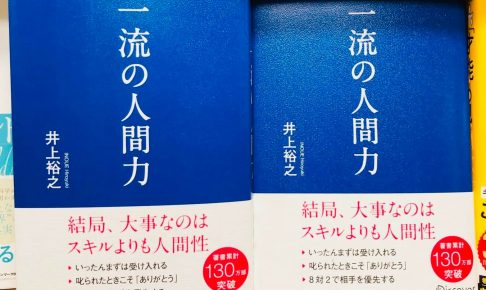 一流の人間力
井上裕之
INOUE Hiroyuki
結局、大事なのは
スキルよりも人間性
▸いったんまずは受け入れる
▸叱られたときこそ「ありがとう」
著書累計
130万部
突破
一流の人間力
井上裕之
INOUE Hiroyuki
結局、大事なのは
スキルよりも人間性
▸いったんまずは受け入れる
▸叱られたときこそ「ありがとう」
▸8対2で相手を優先する
著書累計
130万部
突破
Discover